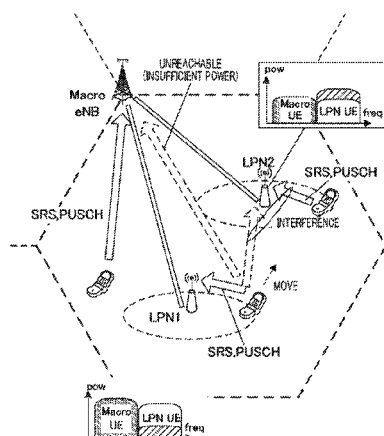 UNREACHABLE
(INSUFFICIENT POWER)
pow
Macro
UE
LPN UE
freq
Macro
eNB
LPN2
SRS,PUSCH
SRS,PUSCH
INTERFERENCE
MOVE
LPN1
SRS,PUSCH
pow
Macro
UE
LPN UE
freq